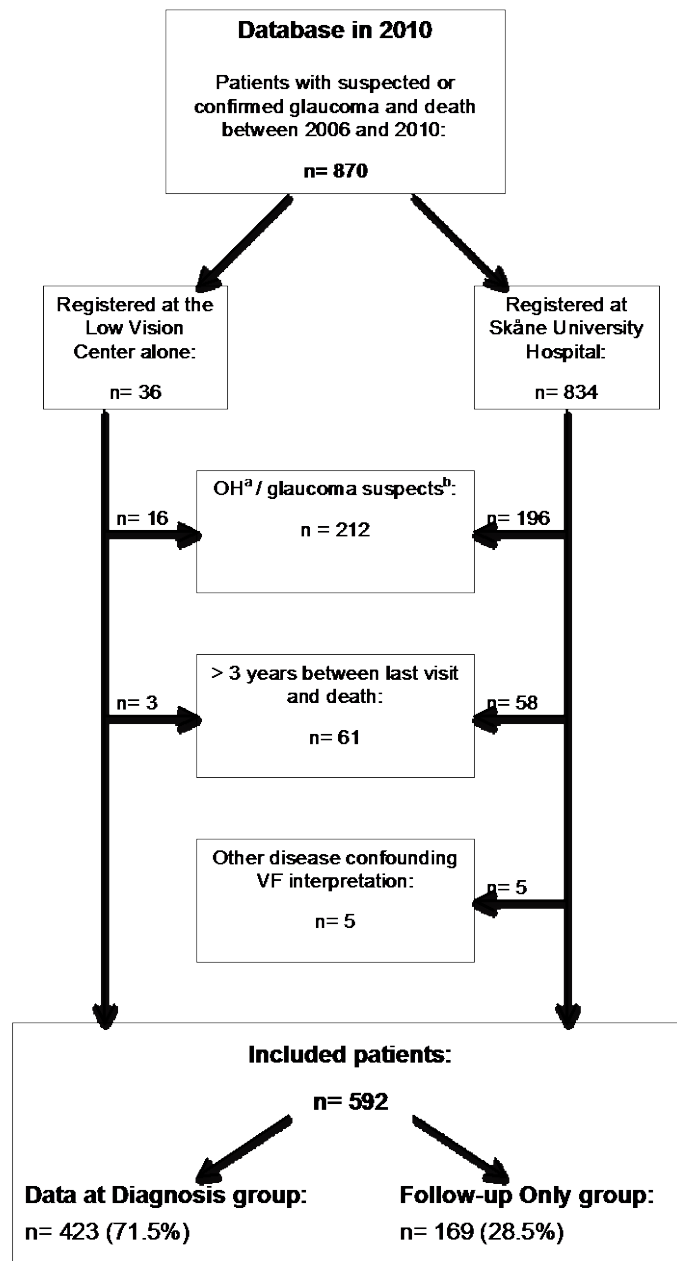 Database in 2010
Patients with suspected or
confirmed glaucoma and death
between 2006 and 2010:
n= 870
Registered at the
Low Vision
Center alone:
n= 36
Registered at
Skåne University
Hospital:
n= 834
OHᵃ / glaucoma suspectsᵇ:
n = 212
n= 16
n= 196
> 3 years between last visit
and death:
n= 61
n= 3
n= 58
Other disease confounding
VF interpretation:
n= 5
n= 5
Included patients:
n= 592
Data at Diagnosis group:
n= 423 (71.5%)
Follow-up Only group:
n= 169 (28.5%)